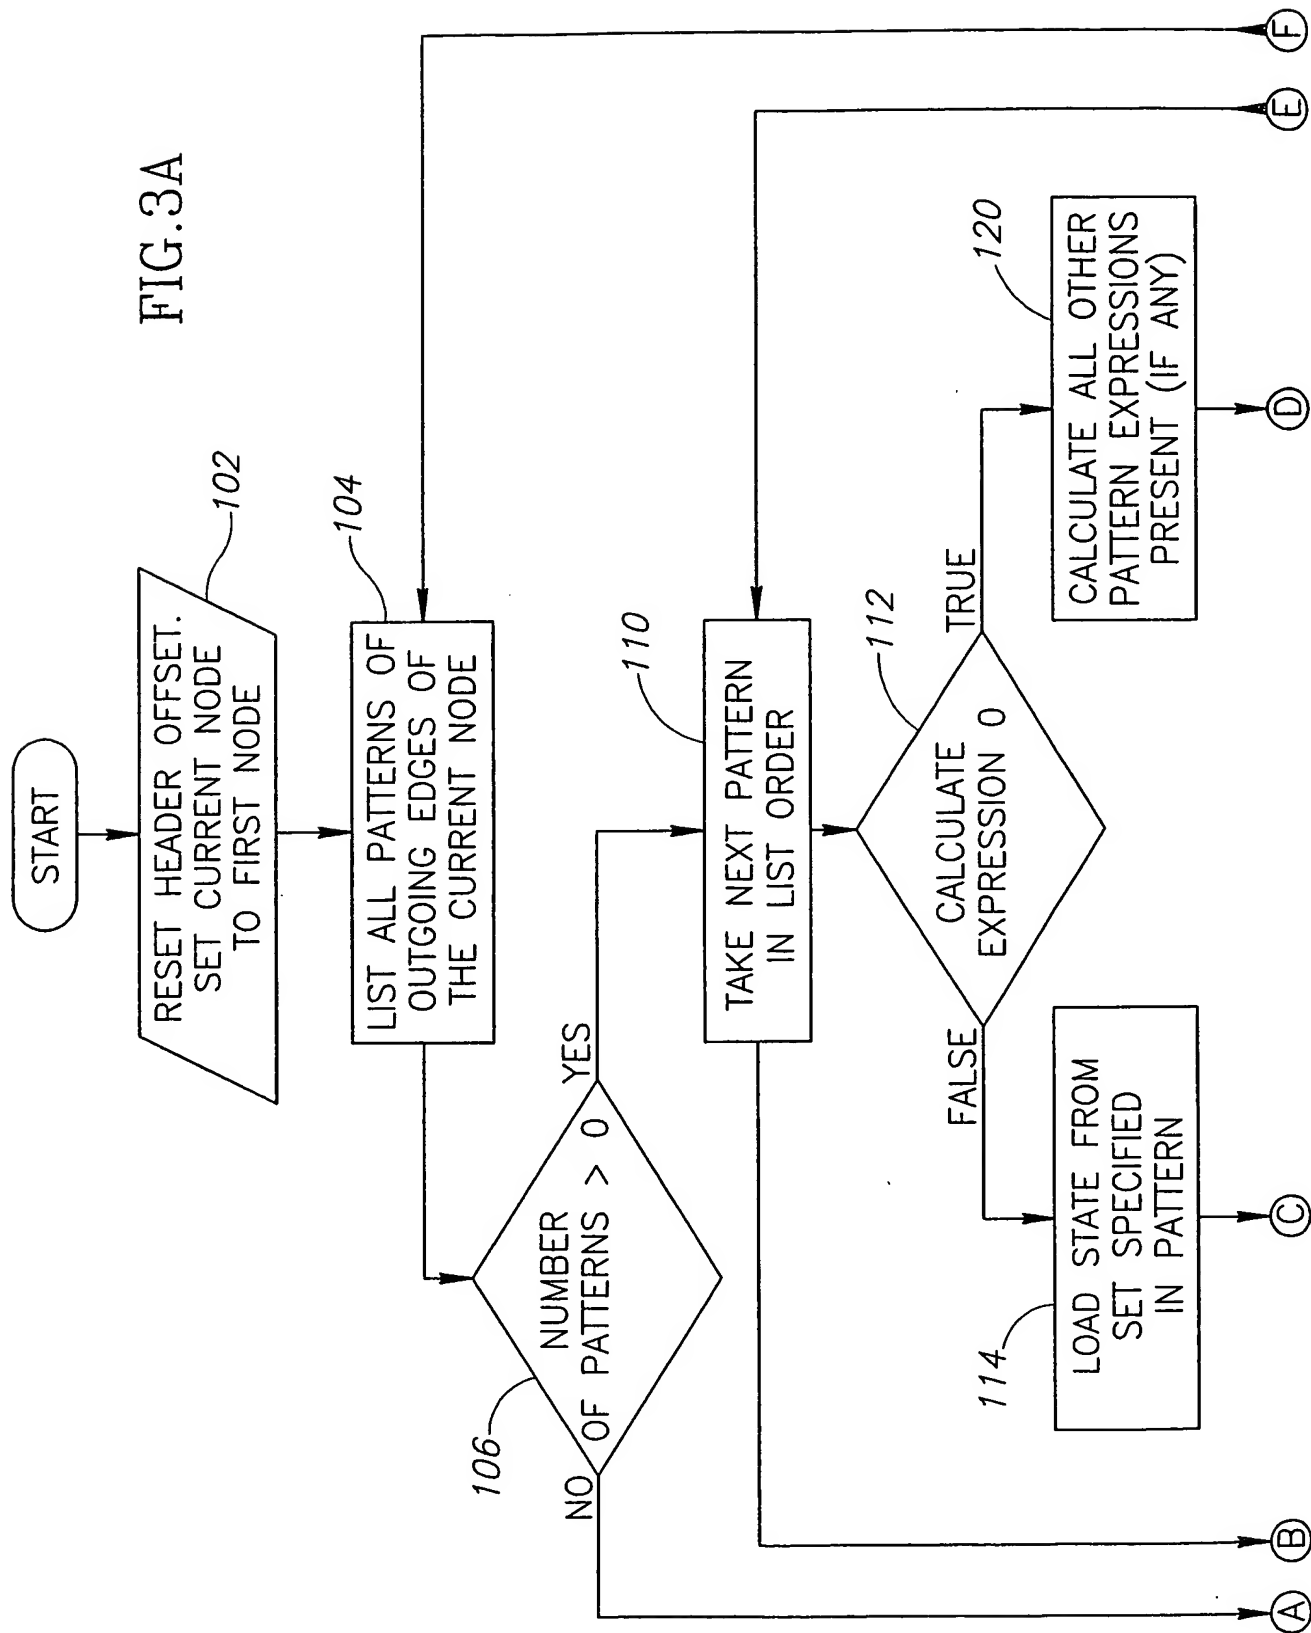 FIG.3A
START
RESET HEADER OFFSET.
SET CURRENT NODE
TO FIRST NODE
102
LIST ALL PATTERNS OF
OUTGOING EDGES OF
THE CURRENT NODE
104
NUMBER
OF PATTERNS > 0
106
NO
YES
TAKE NEXT PATTERN
IN LIST ORDER
110
CALCULATE
EXPRESSION 0
112
FALSE
TRUE
LOAD STATE FROM
SET SPECIFIED
IN PATTERN
114
CALCULATE ALL OTHER
PATTERN EXPRESSIONS
PRESENT (IF ANY)
120
A
B
C
D
E
F